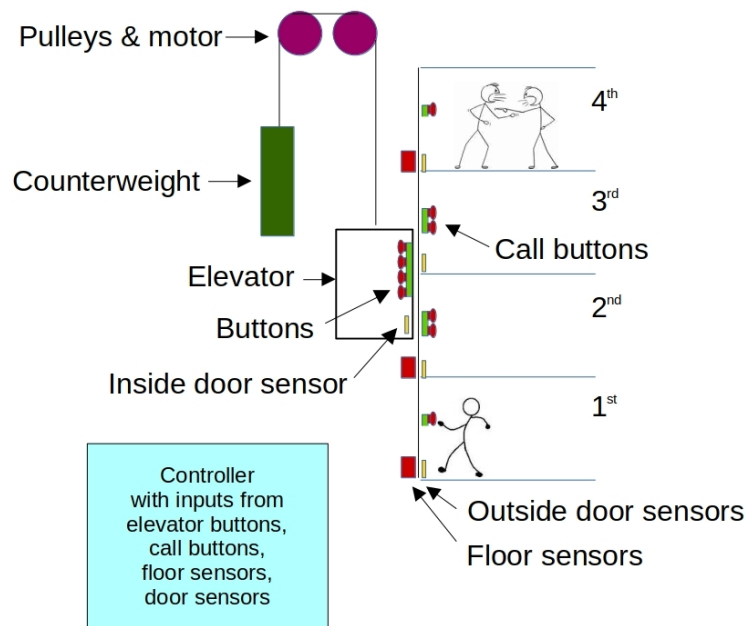 Pulleys & motor
4th
Counterweight
3rd
Call buttons
Elevator
2nd
Buttons
Inside door sensor
1st
Controller
with inputs from
elevator buttons,
call buttons,
floor sensors,
door sensors
Outside door sensors
Floor sensors